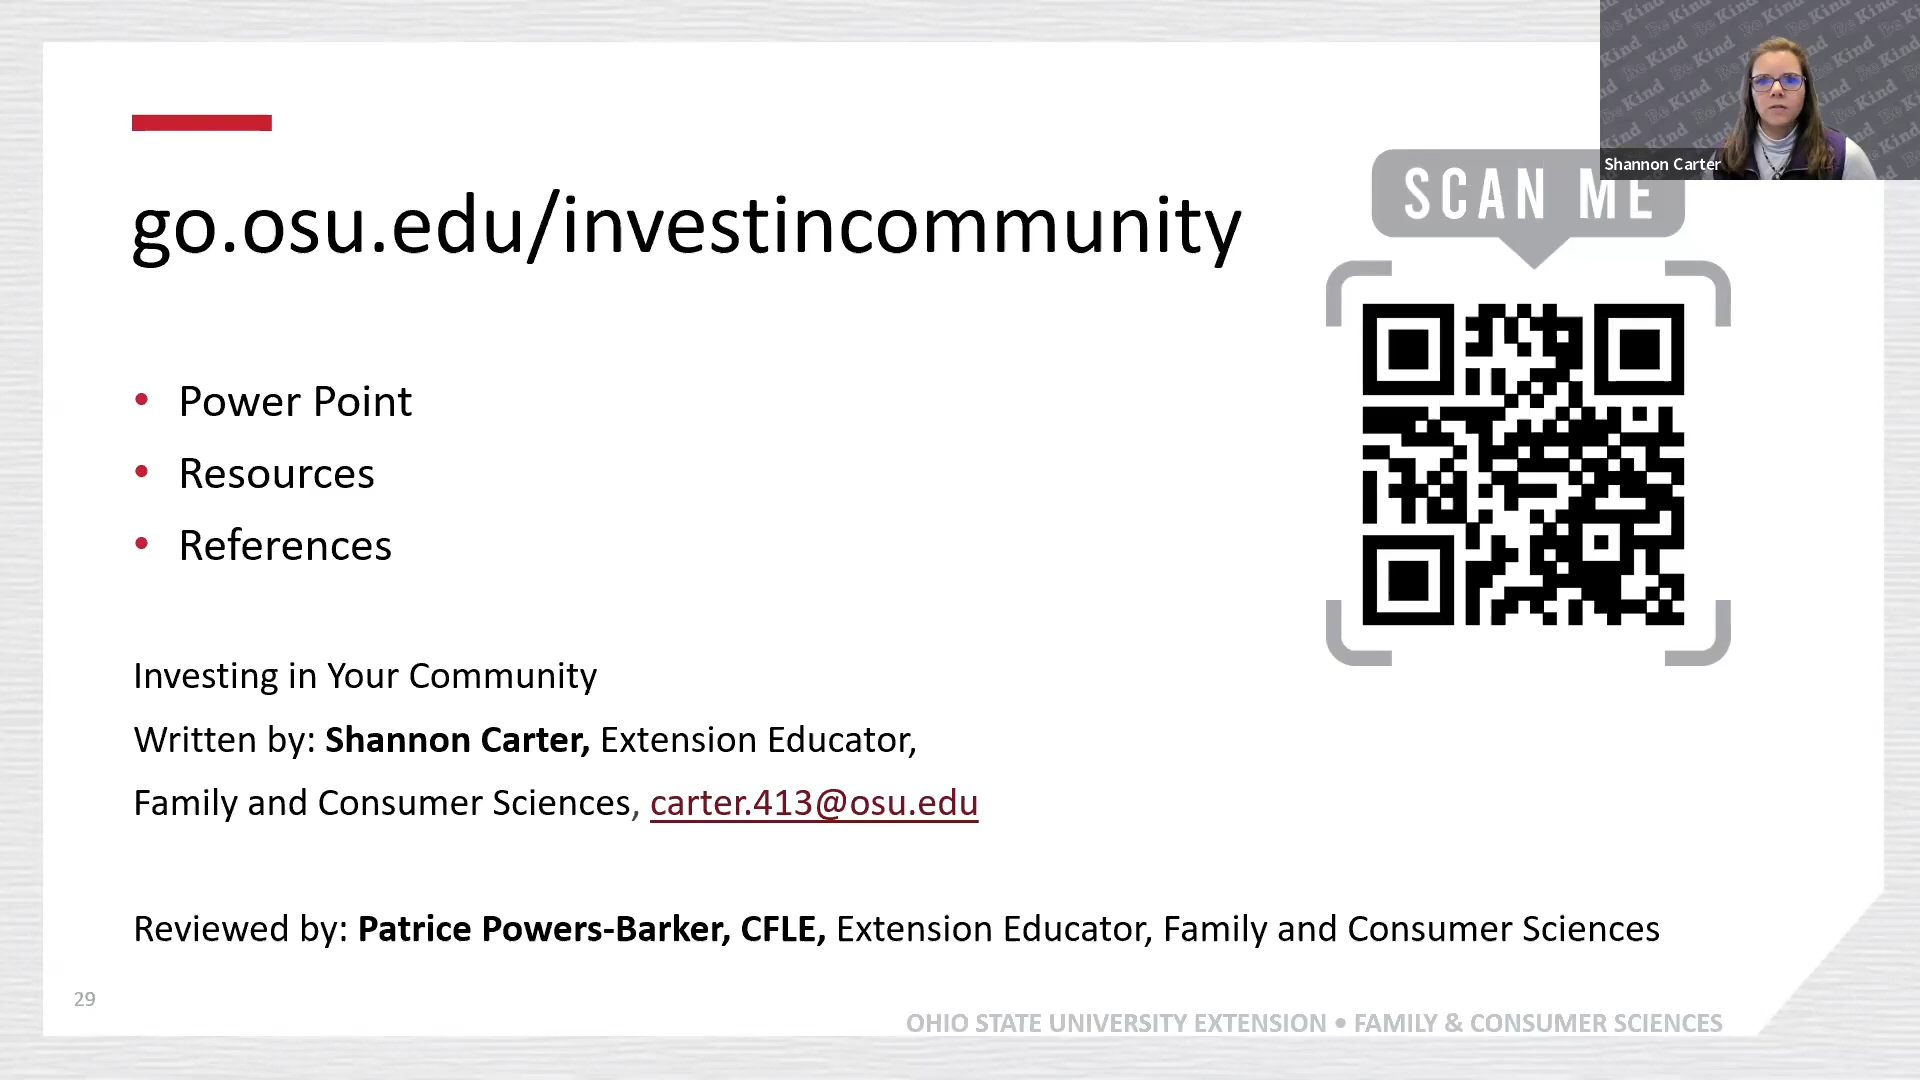 Shannon Carter
SCAN ME
go.osu.edu/investincommunity
• Power Point
• Resources
• References
Investing in Your Community
Written by: Shannon Carter, Extension Educator,
Family and Consumer Sciences, carter.413@osu.edu
Reviewed by: Patrice Powers-Barker, CFLE, Extension Educator, Family and Consumer Sciences
29
OHIO STATE UNIVERSITY EXTENSION • FAMILY & CONSUMER SCIENCES
Be Kind